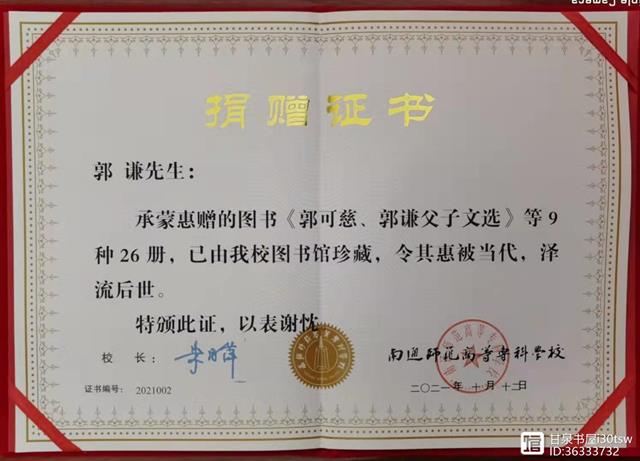 捐赠证书
郭 谦先生：
承蒙惠赠的图书《郭可慈、郭谦父子文选》等9
种26册，已由我校图书馆珍藏，令其惠被当代，泽
流后世。
特颁此证，以表谢忱
校 长：
南通师范高等专科学校
证书编号： 2021002
二〇二一年 十月 十二日
甘泉书屋i30tsw
ID:36333732